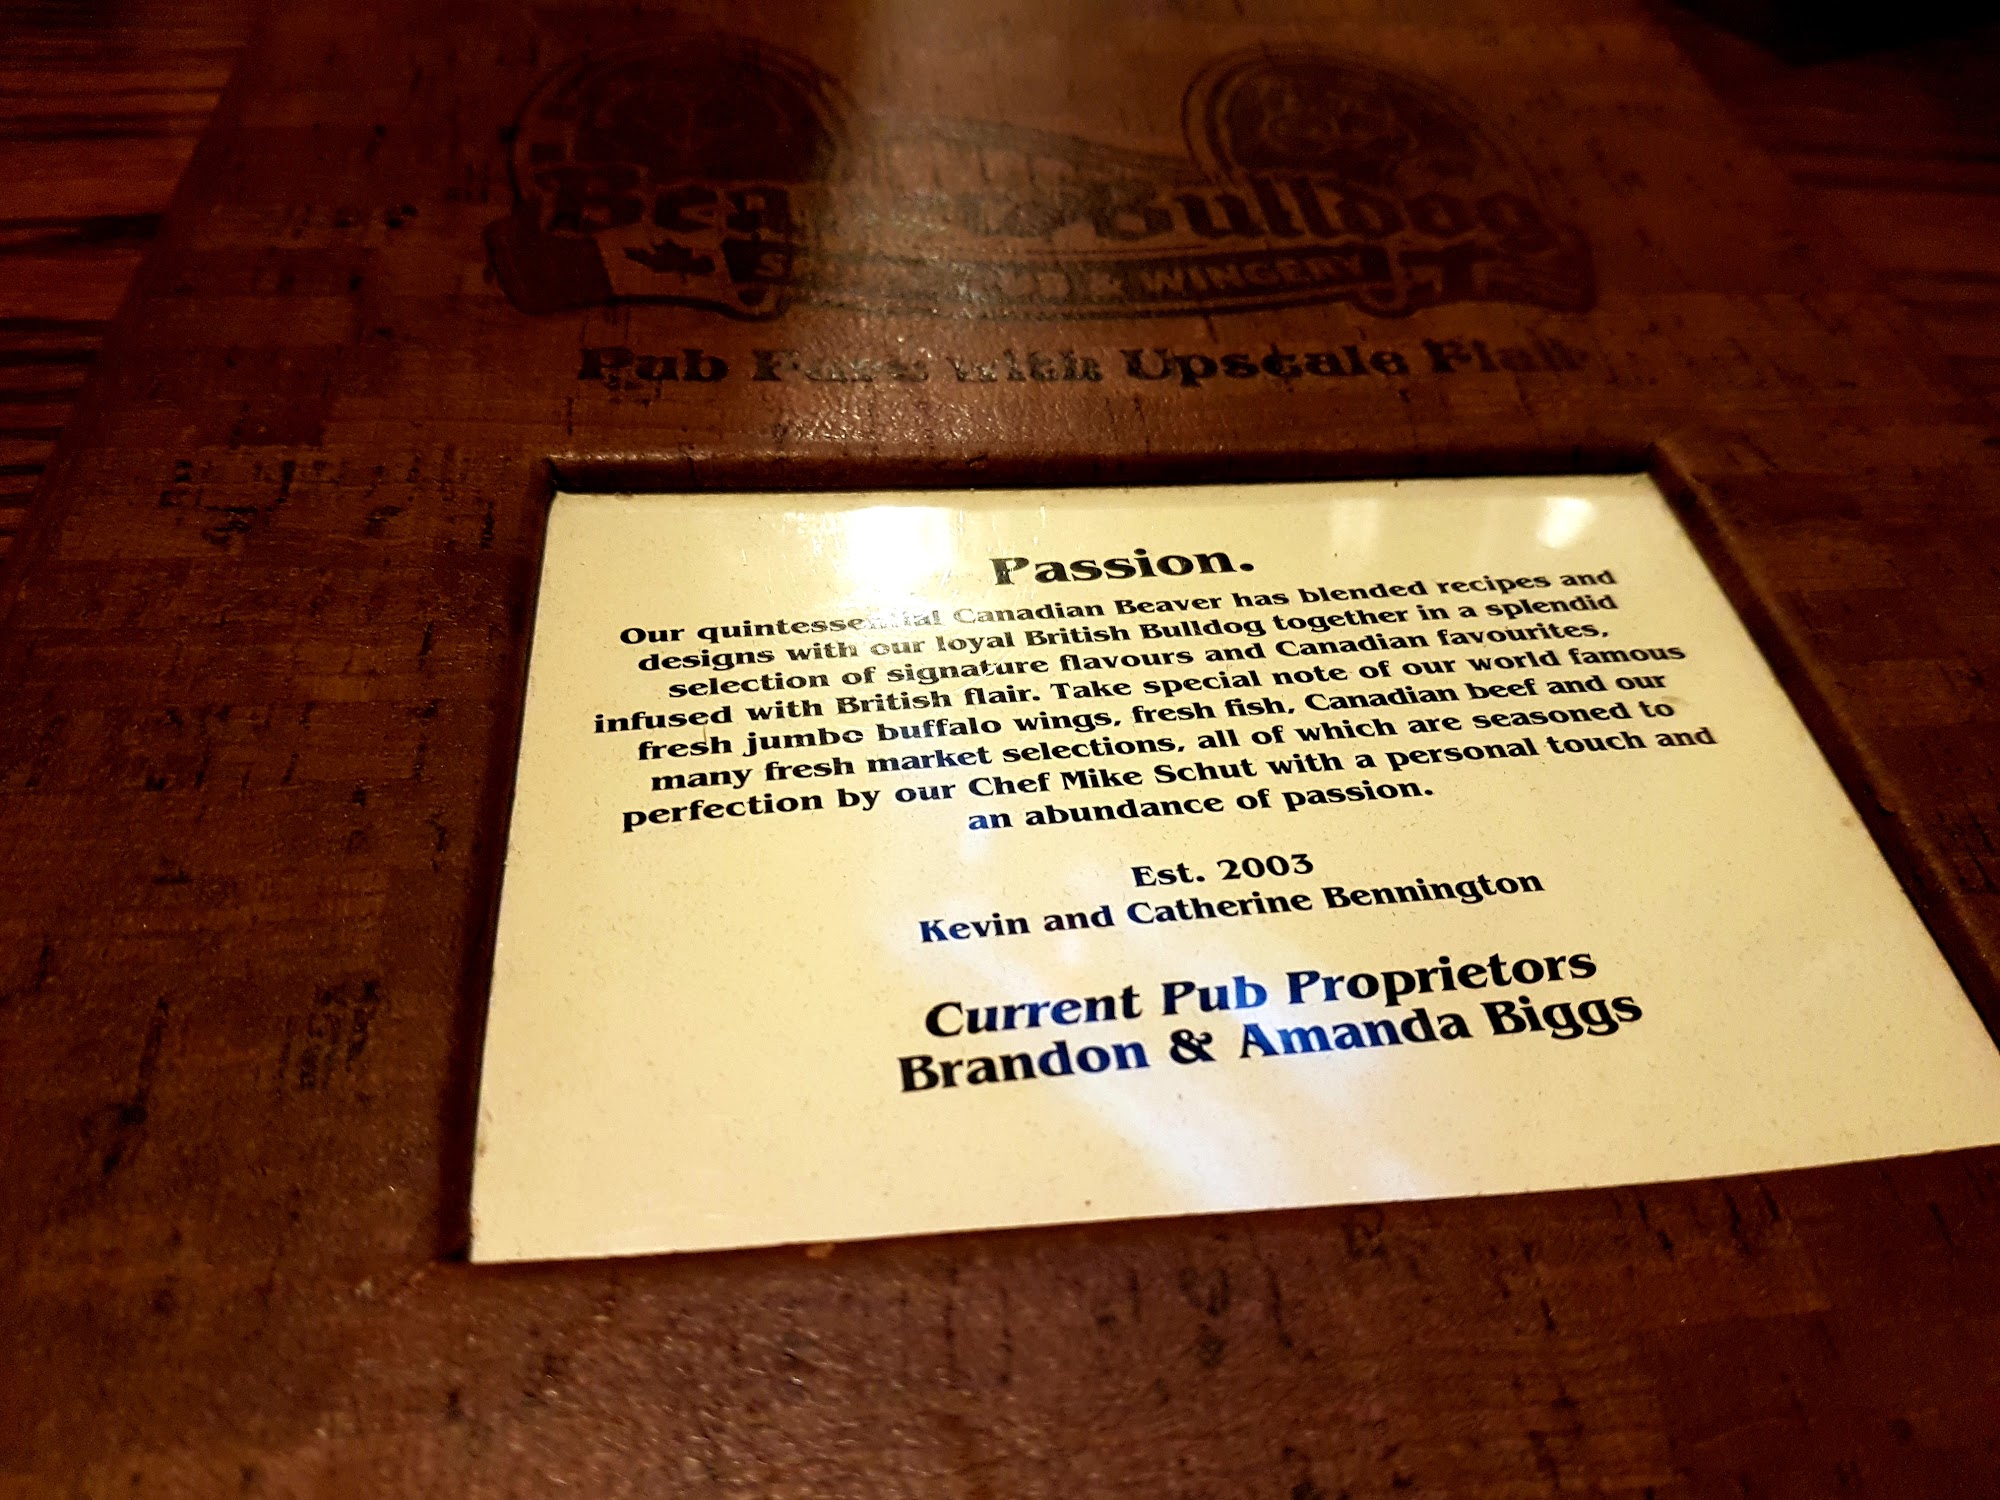 Bulldog
& WINGERY
Pub Fare with Upscale Flair
Passion.
Our quintessential Canadian Beaver has blended recipes and
designs with our loyal British Bulldog together in a splendid
selection of signature flavours and Canadian favourites,
infused with British flair. Take special note of our world famous
fresh jumbo buffalo wings, fresh fish, Canadian beef and our
many fresh market selections, all of which are seasoned to
perfection by our Chef Mike Schut with a personal touch and
an abundance of passion.
Est. 2003
Kevin and Catherine Bennington
Current Pub Proprietors
Brandon & Amanda Biggs